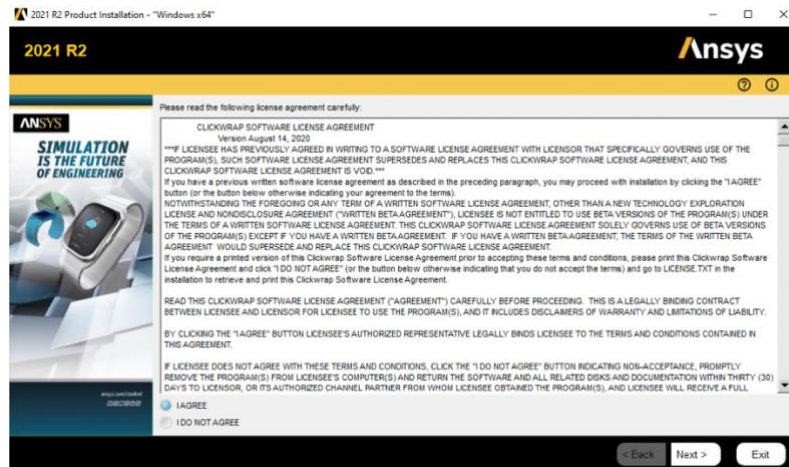 2021 R2 Product Installation - "Windows x64"
2021 R2
Ansys
Please read the following license agreement carefully:
ANSYS
SIMULATION
IS THE FUTURE
OF ENGINEERING
CLICKWRAP SOFTWARE LICENSE AGREEMENT
Version August 14, 2020
***IF LICENSEE HAS PREVIOUSLY AGREED IN WRITING TO A SOFTWARE LICENSE AGREEMENT WITH LICENSOR THAT SPECIFICALLY GOVERNS USE OF THE
PROGRAM(S), SUCH SOFTWARE LICENSE AGREEMENT SUPERSEDES AND REPLACES THIS CLICKWRAP SOFTWARE LICENSE AGREEMENT, AND THIS
CLICKWRAP SOFTWARE LICENSE AGREEMENT IS VOID.***
If you have a previous written software license agreement as described in the preceding paragraph, you may proceed with installation by clicking the "I AGREE"
button (or the button below otherwise indicating your agreement to the terms).
NOTWITHSTANDING THE FOREGOING OR ANY TERM OF A WRITTEN SOFTWARE LICENSE AGREEMENT, OTHER THAN A NEW TECHNOLOGY EXPLORATION
LICENSE AND NONDISCLOSURE AGREEMENT ("WRITTEN BETA AGREEMENT"), LICENSEE IS NOT ENTITLED TO USE BETA VERSIONS OF THE PROGRAM(S) UNDER
THE TERMS OF A WRITTEN SOFTWARE LICENSE AGREEMENT. THIS CLICKWRAP SOFTWARE LICENSE AGREEMENT SOLELY GOVERNS USE OF BETA VERSIONS
OF THE PROGRAM(S) EXCEPT IF YOU HAVE A WRITTEN BETA AGREEMENT. IF YOU HAVE A WRITTEN BETA AGREEMENT, THE TERMS OF THE WRITTEN BETA
AGREEMENT WOULD SUPERSEDE AND REPLACE THIS CLICKWRAP SOFTWARE LICENSE AGREEMENT.
If you require a printed version of this Clickwrap Software License Agreement prior to accepting these terms and conditions, please print this Clickwrap Software
License Agreement and click "I DO NOT AGREE" (or the button below otherwise indicating that you do not accept the terms) and go to LICENSE.TXT in the
installation to retrieve and print this Clickwrap Software License Agreement.
READ THIS CLICKWRAP SOFTWARE LICENSE AGREEMENT ("AGREEMENT") CAREFULLY BEFORE PROCEEDING. THIS IS A LEGALLY BINDING CONTRACT
BETWEEN LICENSEE AND LICENSOR FOR LICENSEE TO USE THE PROGRAM(S), AND IT INCLUDES DISCLAIMERS OF WARRANTY AND LIMITATIONS OF LIABILITY.
BY CLICKING THE "I AGREE" BUTTON LICENSEE'S AUTHORIZED REPRESENTATIVE LEGALLY BINDS LICENSEE TO THE TERMS AND CONDITIONS CONTAINED IN
THIS AGREEMENT.
IF LICENSEE DOES NOT AGREE WITH THESE TERMS AND CONDITIONS, CLICK THE "I DO NOT AGREE" BUTTON INDICATING NON-ACCEPTANCE, PROMPTLY
REMOVE THE PROGRAM(S) FROM LICENSEE'S COMPUTER(S) AND RETURN THE SOFTWARE AND ALL RELATED DISKS AND DOCUMENTATION WITHIN THIRTY (30)
DAYS TO LICENSOR, OR ITS AUTHORIZED CHANNEL PARTNER FROM WHOM LICENSEE OBTAINED THE PROGRAM(S), AND LICENSEE WILL RECEIVE A FULL
I AGREE
I DO NOT AGREE
< Back
Next >
Exit